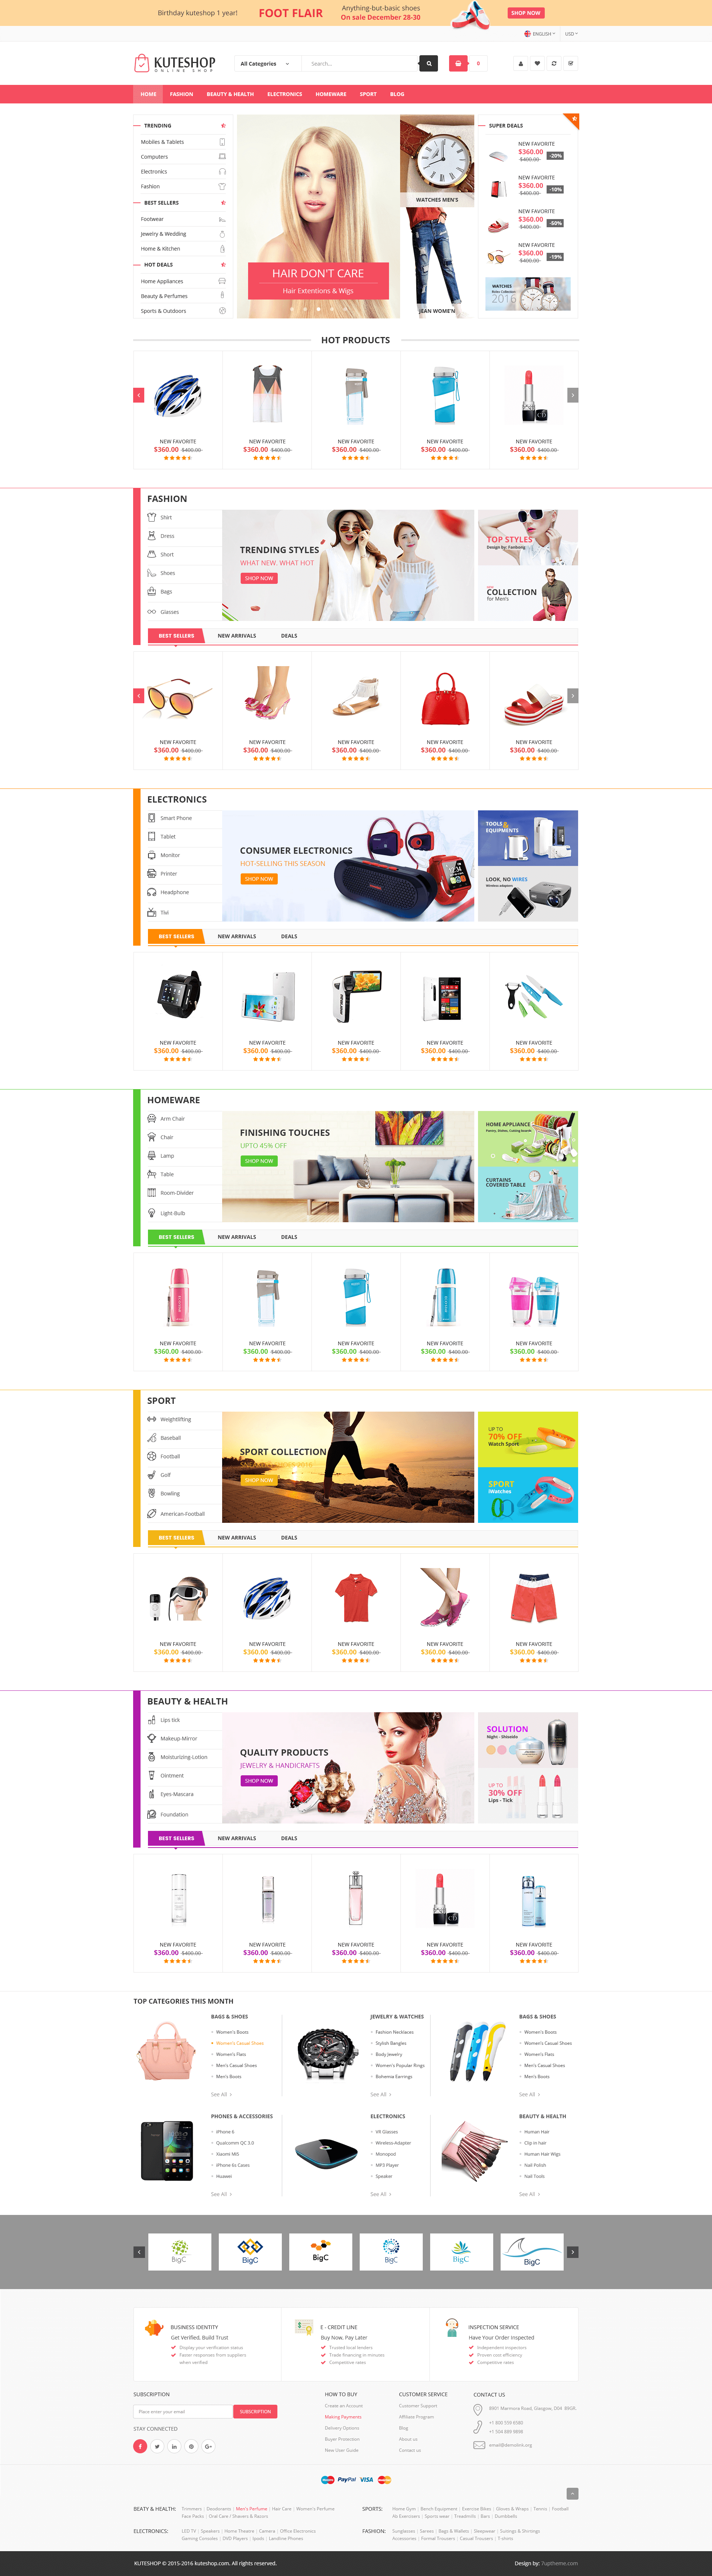 Birthday kuteshop 1 year!
FOOT FLAIR
Anything-but-basic shoes
On sale December 28-30
SHOP NOW
ENGLISH
USD
KUTESHOP
ONLINE SHOP
All Categories
Search...
0
HOME
FASHION
BEAUTY & HEALTH
ELECTRONICS
HOMEWARE
SPORT
BLOG
TRENDING
Mobiles & Tablets
Computers
Electronics
Fashion
BEST SELLERS
Footwear
Jewelry & Wedding
Home & Kitchen
HOT DEALS
Home Appliances
Beauty & Perfumes
Sports & Outdoors
HAIR DON'T CARE
Hair Extentions & Wigs
WATCHES MEN'S
JEAN WOME'N
SUPER DEALS
NEW FAVORITE
$360.00
$400.00
-20%
NEW FAVORITE
$360.00
$400.00
-10%
NEW FAVORITE
$360.00
$400.00
-50%
NEW FAVORITE
$360.00
$400.00
-19%
WATCHES
2016
HOT PRODUCTS
NEW FAVORITE
$360.00 $400.00
NEW FAVORITE
$360.00 $400.00
NEW FAVORITE
$360.00 $400.00
NEW FAVORITE
$360.00 $400.00
NEW FAVORITE
$360.00 $400.00
FASHION
Shirt
Dress
Short
Shoes
Bags
Glasses
TRENDING STYLES
WHAT NEW. WHAT HOT
SHOP NOW
TOP STYLES
COLLECTION
for Men's
BEST SELLERS
NEW ARRIVALS
DEALS
NEW FAVORITE
$360.00 $400.00
NEW FAVORITE
$360.00 $400.00
NEW FAVORITE
$360.00 $400.00
NEW FAVORITE
$360.00 $400.00
NEW FAVORITE
$360.00 $400.00
ELECTRONICS
Smart Phone
Tablet
Monitor
Printer
Headphone
Tivi
CONSUMER ELECTRONICS
HOT-SELLING THIS SEASON
SHOP NOW
TOOLS &
EQUIPMENTS
LOOK, NO WIRES
Wireless adapters
BEST SELLERS
NEW ARRIVALS
DEALS
NEW FAVORITE
$360.00 $400.00
NEW FAVORITE
$360.00 $400.00
NEW FAVORITE
$360.00 $400.00
NEW FAVORITE
$360.00 $400.00
NEW FAVORITE
$360.00 $400.00
HOMEWARE
Arm Chair
Chair
Lamp
Table
Room-Divider
Light-Bulb
FINISHING TOUCHES
UPTO 45% OFF
SHOP NOW
HOME APPLIANCE
CURTAINS
COVERED TABLE
BEST SELLERS
NEW ARRIVALS
DEALS
NEW FAVORITE
$360.00 $400.00
NEW FAVORITE
$360.00 $400.00
NEW FAVORITE
$360.00 $400.00
NEW FAVORITE
$360.00 $400.00
NEW FAVORITE
$360.00 $400.00
SPORT
Weightlifting
Baseball
Football
Golf
Bowling
American-Football
SPORT COLLECTION
SHOP NOW
UP TO
70% OFF
Watch Sport
SPORT
iWatches
BEST SELLERS
NEW ARRIVALS
DEALS
NEW FAVORITE
$360.00 $400.00
NEW FAVORITE
$360.00 $400.00
NEW FAVORITE
$360.00 $400.00
NEW FAVORITE
$360.00 $400.00
NEW FAVORITE
$360.00 $400.00
BEAUTY & HEALTH
Lips tick
Makeup-Mirror
Moisturizing-Lotion
Ointment
Eyes-Mascara
Foundation
QUALITY PRODUCTS
JEWELRY & HANDICRAFTS
SHOP NOW
SOLUTION
Night - Shiseido
UP TO
30% OFF
Lips - Tick
BEST SELLERS
NEW ARRIVALS
DEALS
NEW FAVORITE
$360.00 $400.00
NEW FAVORITE
$360.00 $400.00
NEW FAVORITE
$360.00 $400.00
NEW FAVORITE
$360.00 $400.00
NEW FAVORITE
$360.00 $400.00
TOP CATEGORIES THIS MONTH
BAGS & SHOES
Women's Boots
Women's Casual Shoes
Women's Flats
Men's Casual Shoes
Men's Boots
See All
JEWELRY & WATCHES
Fashion Necklaces
Stylish Bangles
Body Jewelry
Women's Popular Rings
Bohemia Earrings
See All
BAGS & SHOES
Women's Boots
Women's Casual Shoes
Women's Flats
Men's Casual Shoes
Men's Boots
See All
PHONES & ACCESSORIES
iPhone 6
Qualcomm QC 3.0
Xiaomi Mi5
iPhone 6s Cases
Huawei
See All
ELECTRONICS
VR Glasses
Wireless-Adapter
Monopod
MP3 Player
Speaker
See All
BEAUTY & HEALTH
Human Hair
Clip in hair
Human Hair Wigs
Nail Polish
Nail Tools
See All
BigC
BigC
BigC
BigC
BigC
BigC
BUSINESS IDENTITY
Get Verified, Build Trust
Display your verification status
Faster responses from suppliers
when verified
E - CREDIT LINE
Buy Now, Pay Later
Trusted local lenders
Trade financing in minutes
Competitive rates
INSPECTION SERVICE
Have Your Order Inspected
Independent inspectors
Proven cost efficiency
Competitive rates
SUBSCRIPTION
Place enter your email
SUBSCRIPTION
STAY CONNECTED
HOW TO BUY
Create an Account
Making Payments
Delivery Options
Buyer Protection
New User Guide
CUSTOMER SERVICE
Customer Support
Affiliate Program
Blog
About us
Contact us
CONTACT US
8901 Marmora Road, Glasgow, D04 89GR.
+1 800 559 6580
+1 504 889 9898
email@demolink.org
Maestro
PayPal
VISA
BEATY & HEALTH:
Trimmers | Deodorants | Men's Perfume | Hair Care | Women's Perfume
Face Packs | Oral Care / Shavers & Razors
SPORTS:
Home Gym | Bench Equipment | Exercise Bikes | Gloves & Wraps | Tennis | Football
Ab Exercisers | Sports wear | Treadmills | Bars | Dumbbells
ELECTRONICS:
LED TV | Speakers | Home Theatre | Camera | Office Electronics
Gaming Consoles | DVD Players | Ipods | Landline-Phones
FASHION:
Sunglasses | Sarees | Bags & Wallets | Sleepwear | Suitings & Shirtings
Accessories | Formal Trousers | Casual Trousers | T-shirts
KUTESHOP © 2015-2016 kuteshop.com. All rights reserved.
Design by: 7uptheme.com